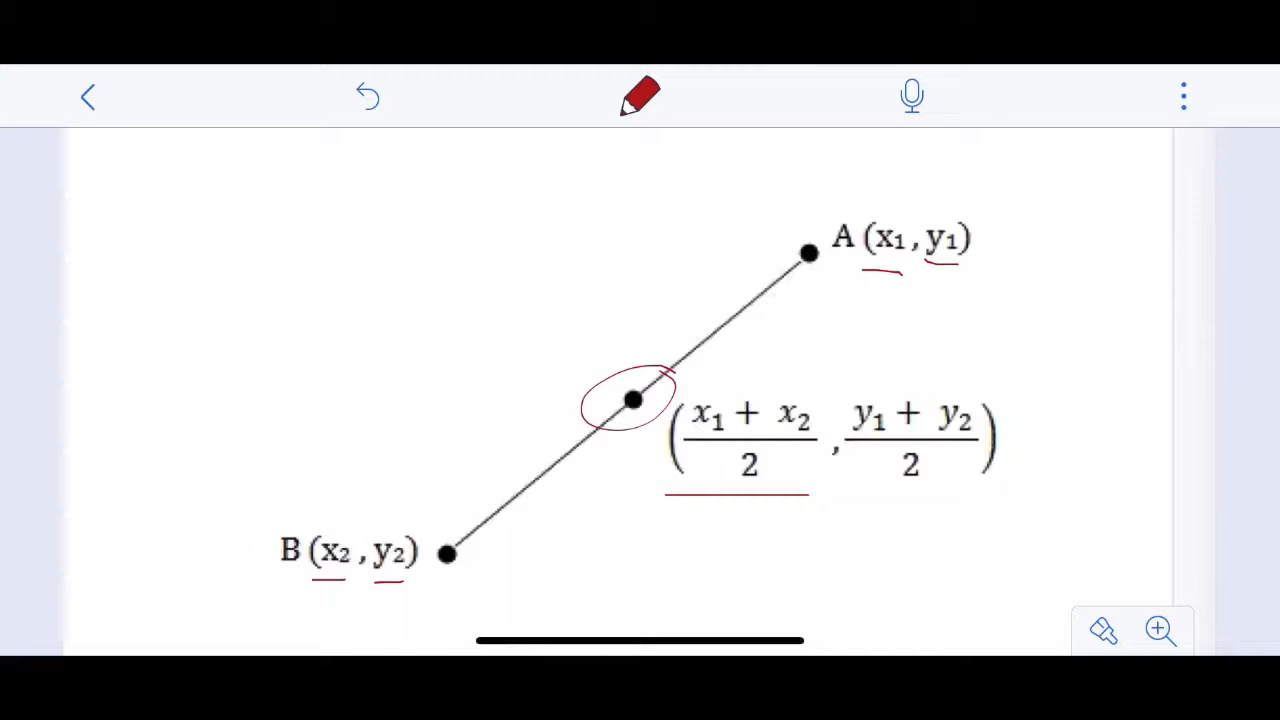 A (x₁, y₁)
(x₁ + x₂ / 2 , y₁ + y₂ / 2)
B (x₂, y₂)